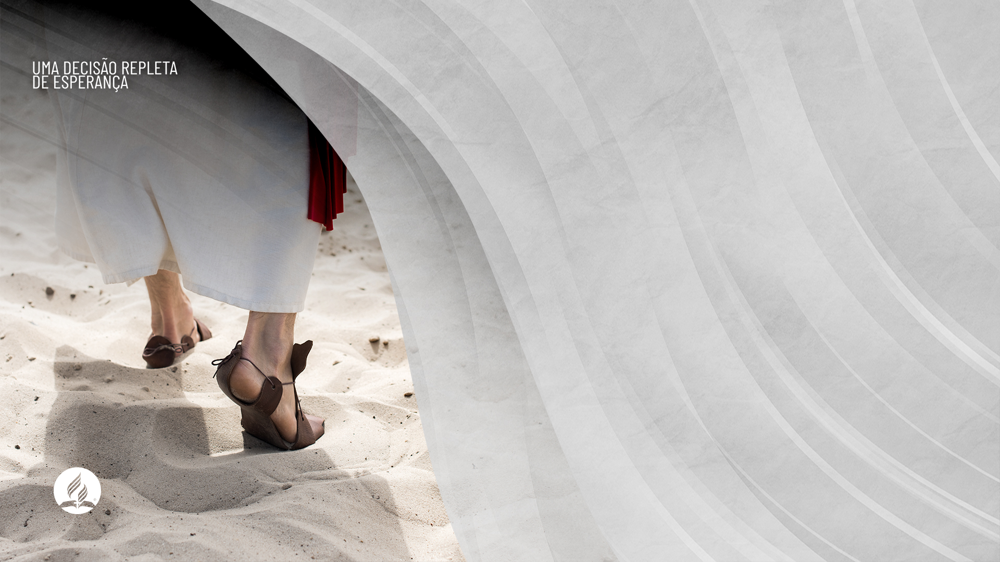 UMA DECISÃO REPLETA
DE ESPERANÇA